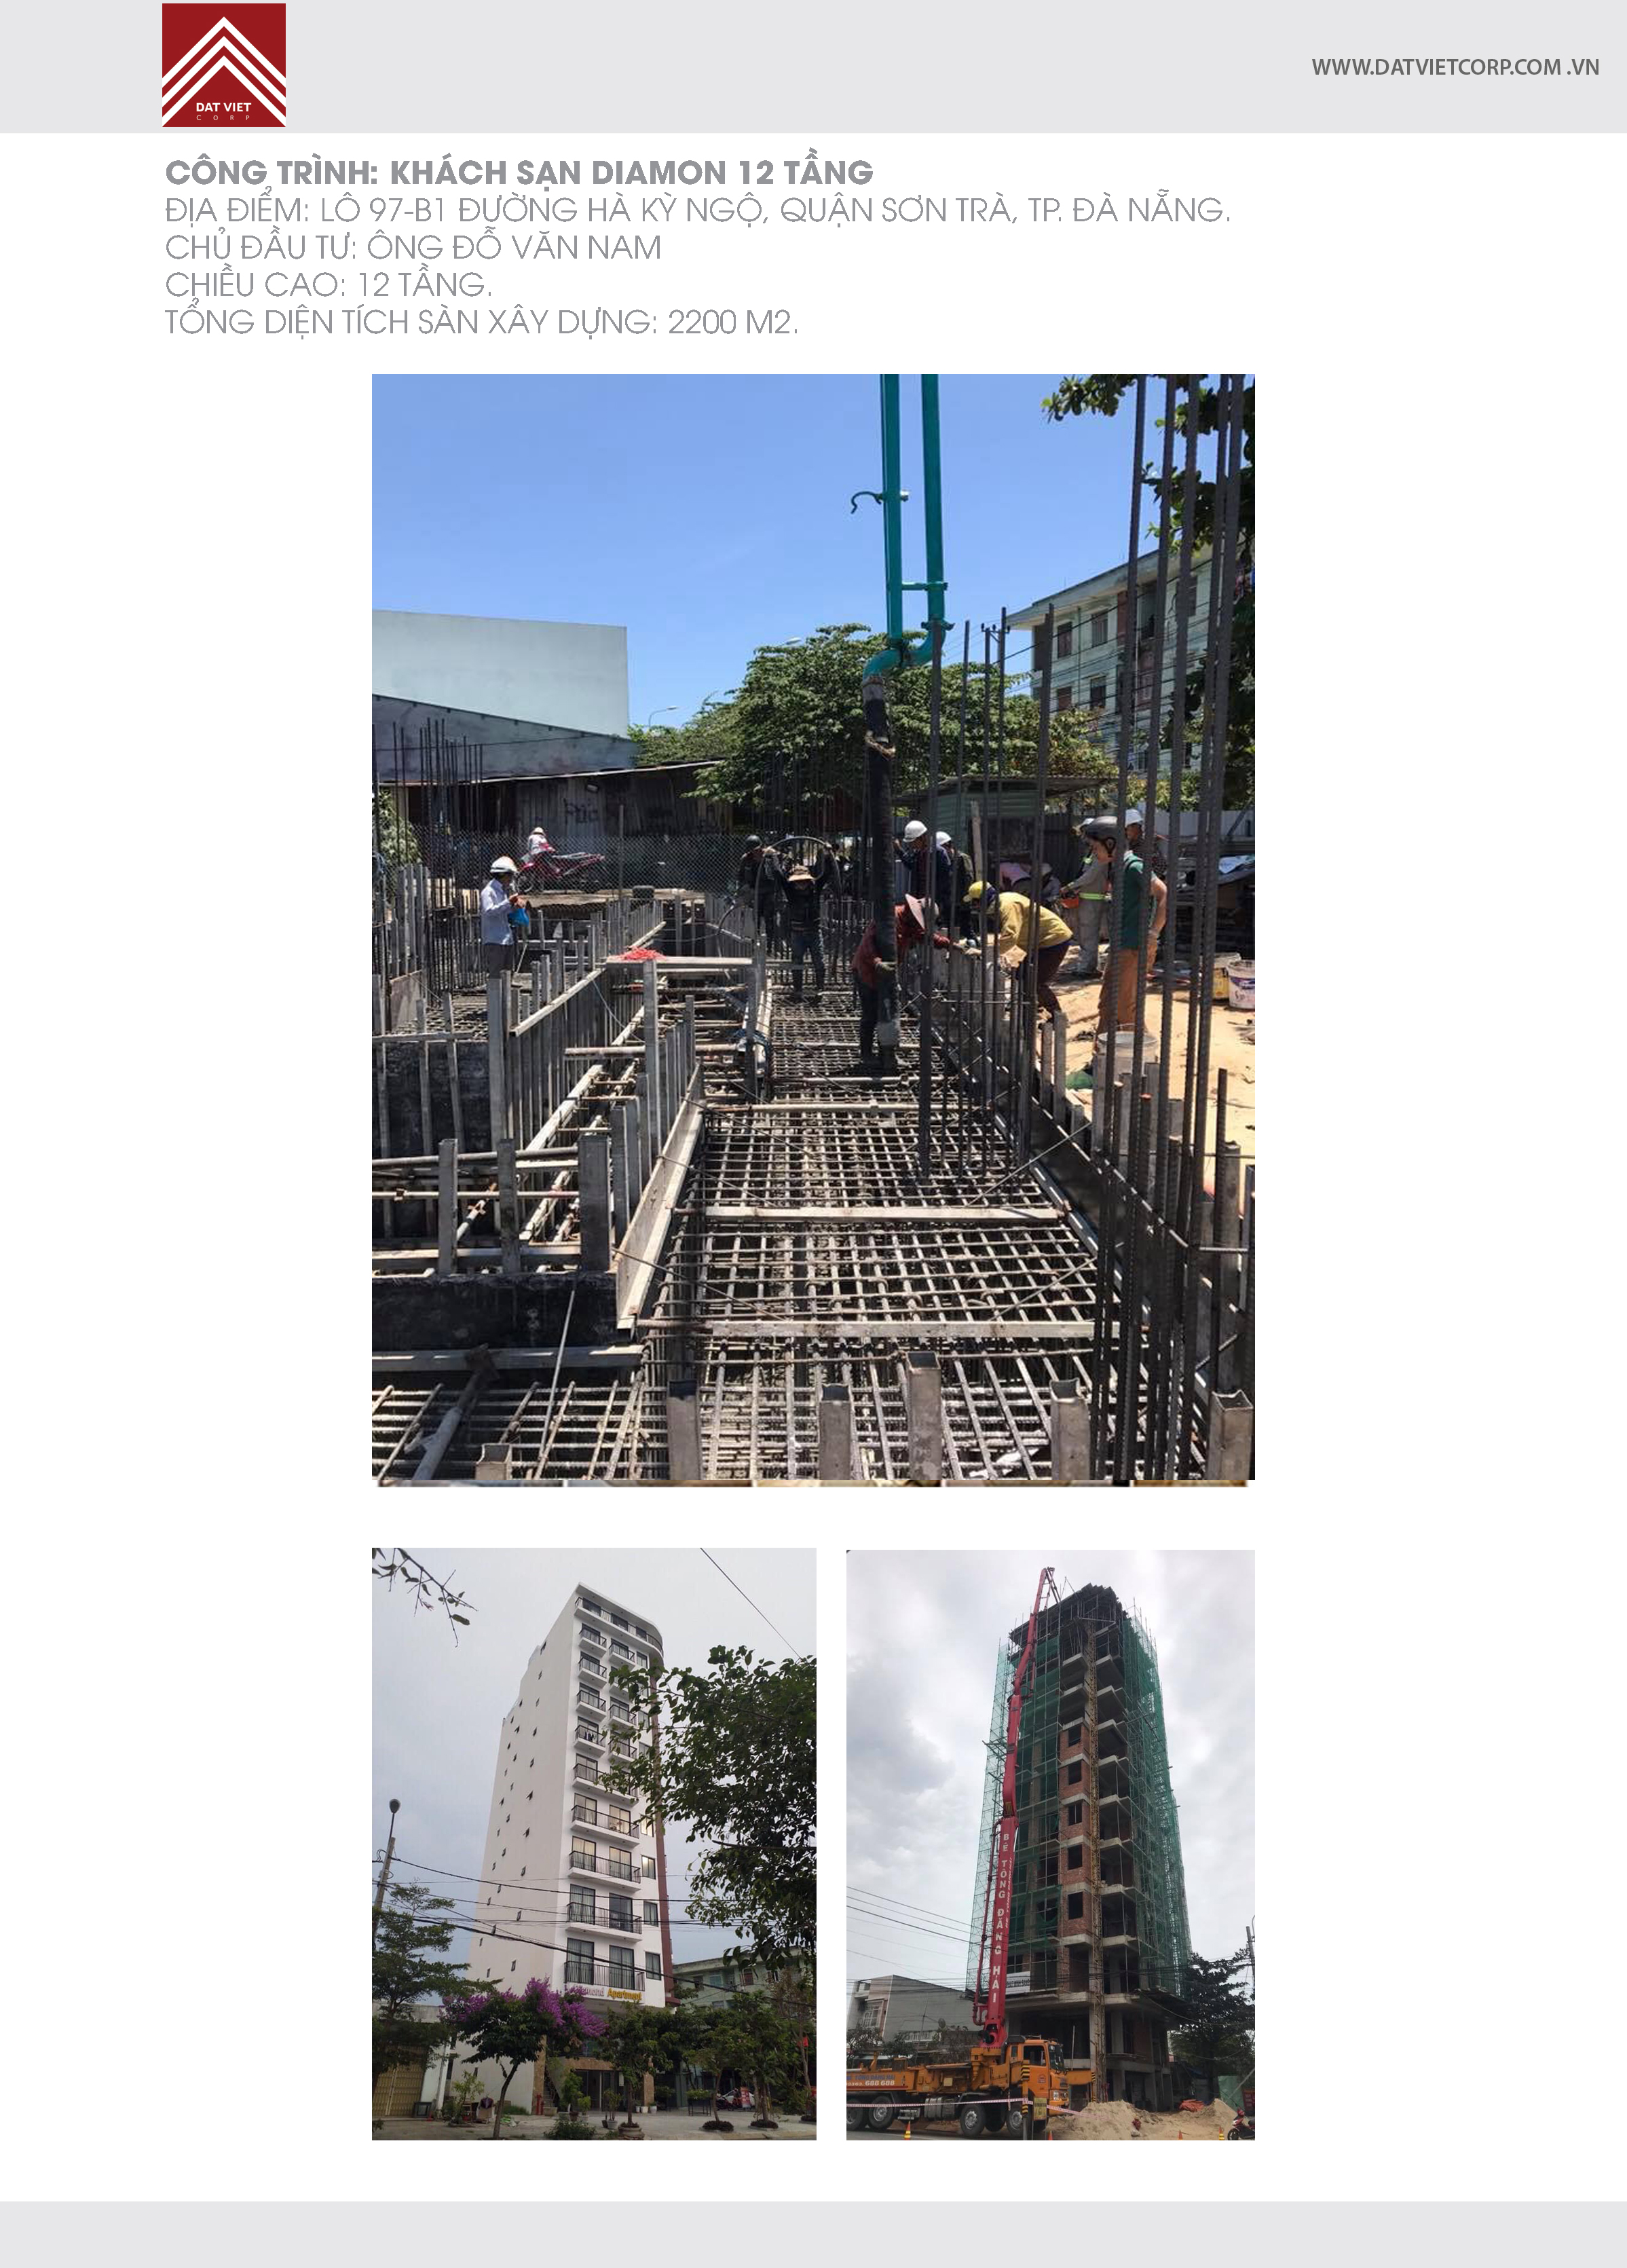 DAT VIET
CORP
WWW.DATVIETCORP.COM .VN
CÔNG TRÌNH: KHÁCH SẠN DIAMON 12 TẦNG
ĐỊA ĐIỂM: LÔ 97-B1 ĐƯỜNG HÀ KỲ NGỘ, QUẬN SƠN TRÀ, TP. ĐÀ NẴNG.
CHỦ ĐẦU TƯ: ÔNG ĐỖ VĂN NAM
CHIỀU CAO: 12 TẦNG.
TỔNG DIỆN TÍCH SÀN XÂY DỰNG: 2200 M2.
Apartment
BÊ TÔNG ĐĂNG HẢI
600 608